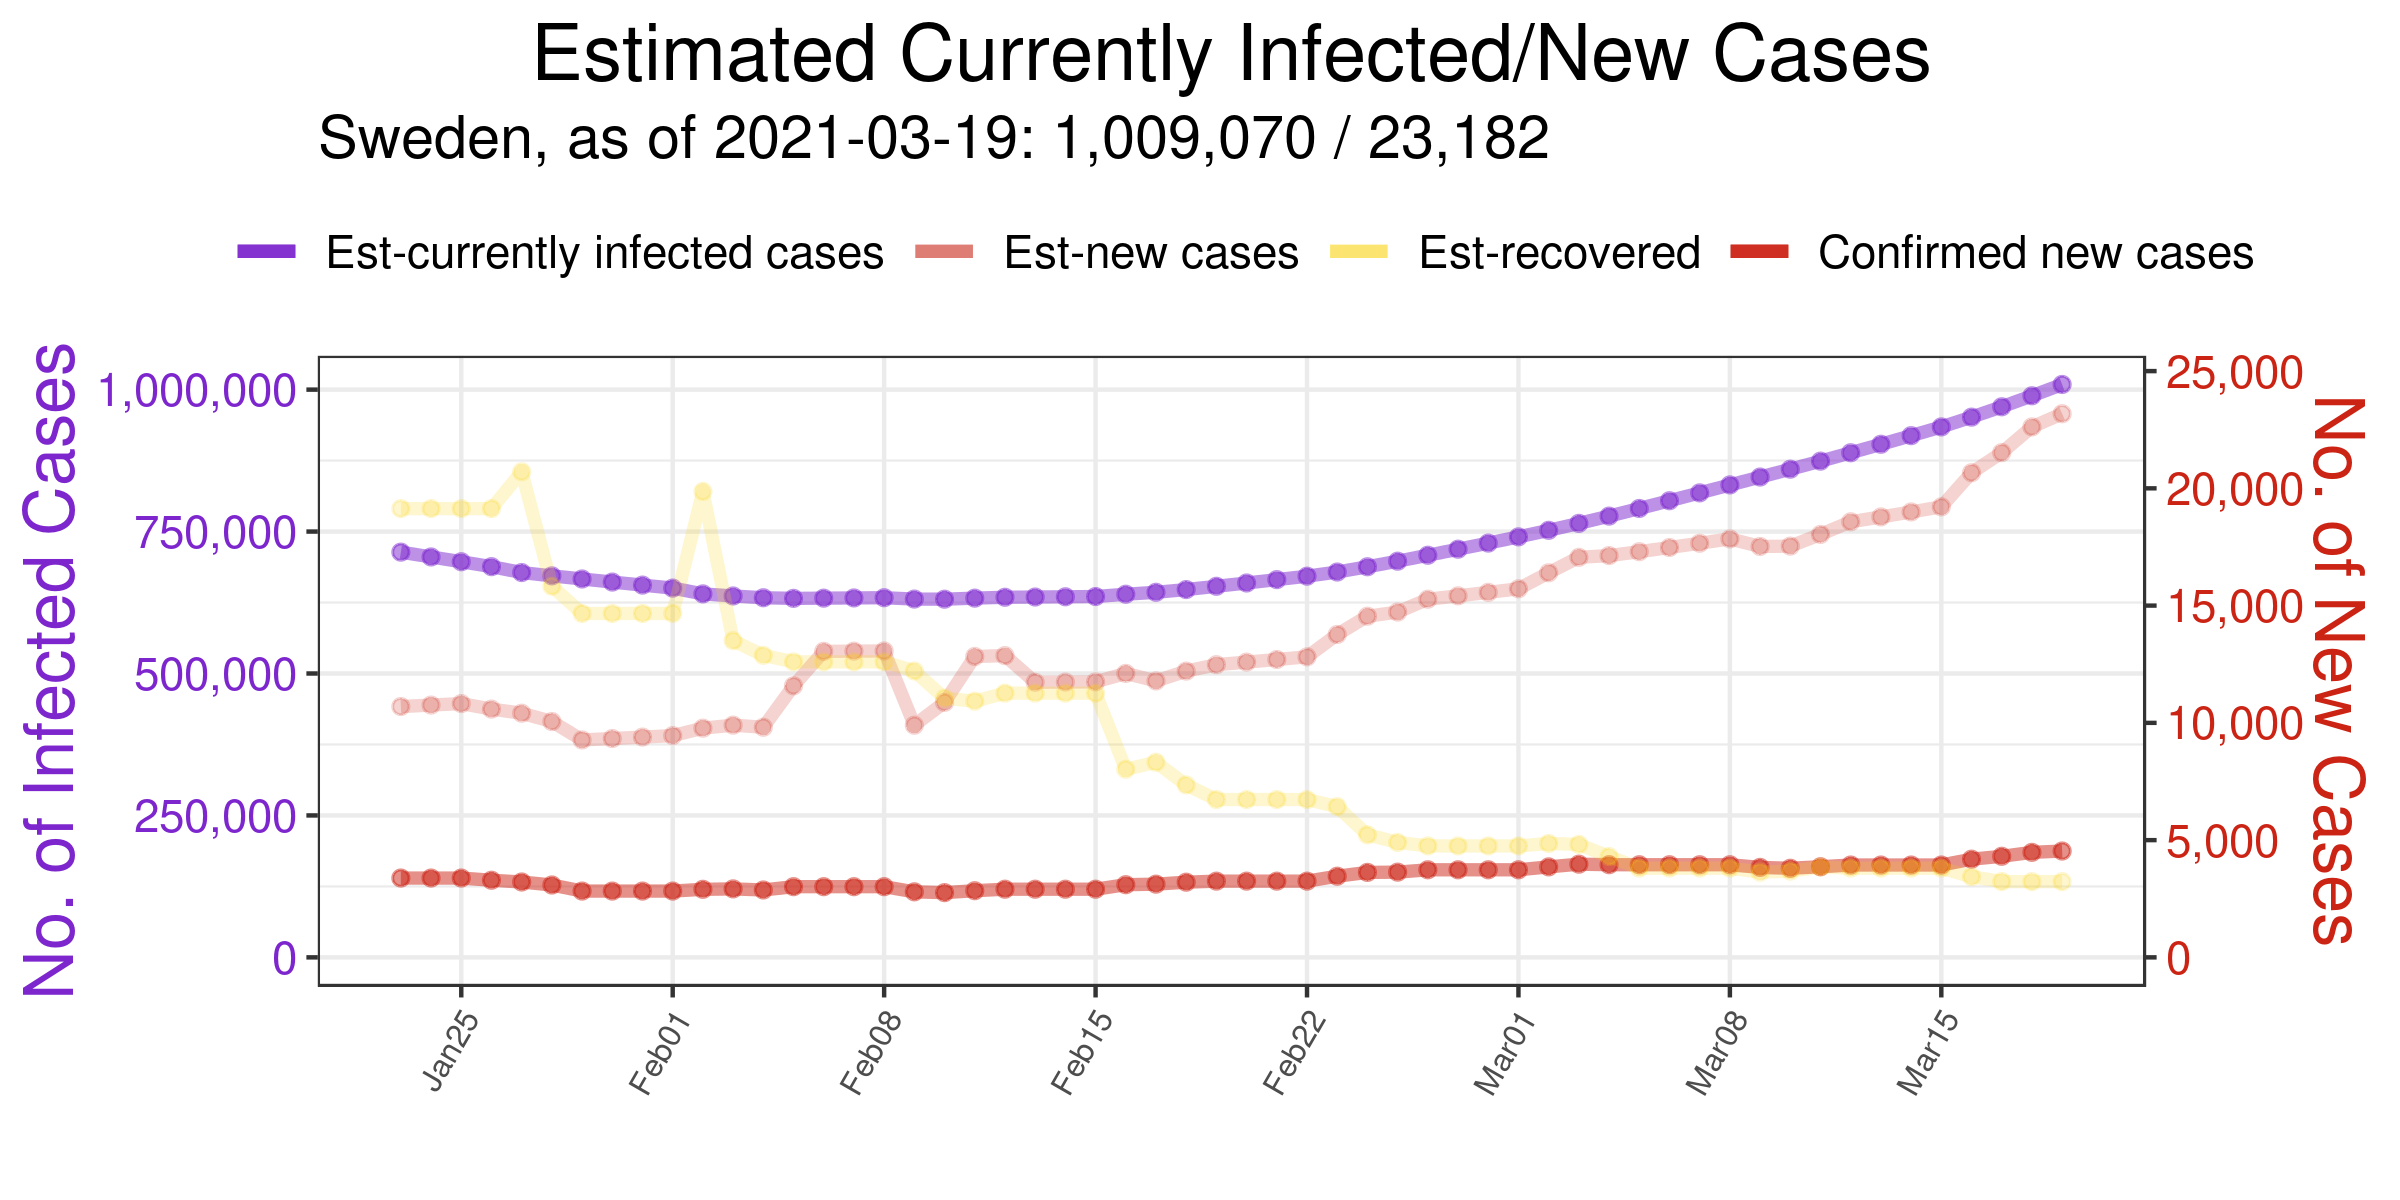 Estimated Currently Infected/New Cases
Sweden, as of 2021-03-19: 1,009,070 / 23,182
Est-currently infected cases Est-new cases Est-recovered Confirmed new cases
No. of Infected Cases
1,000,000
750,000
500,000
250,000
0
25,000
20,000
15,000
10,000
5,000
0
No. of New Cases
Jan25 Feb01 Feb08 Feb15 Feb22 Mar01 Mar08 Mar15